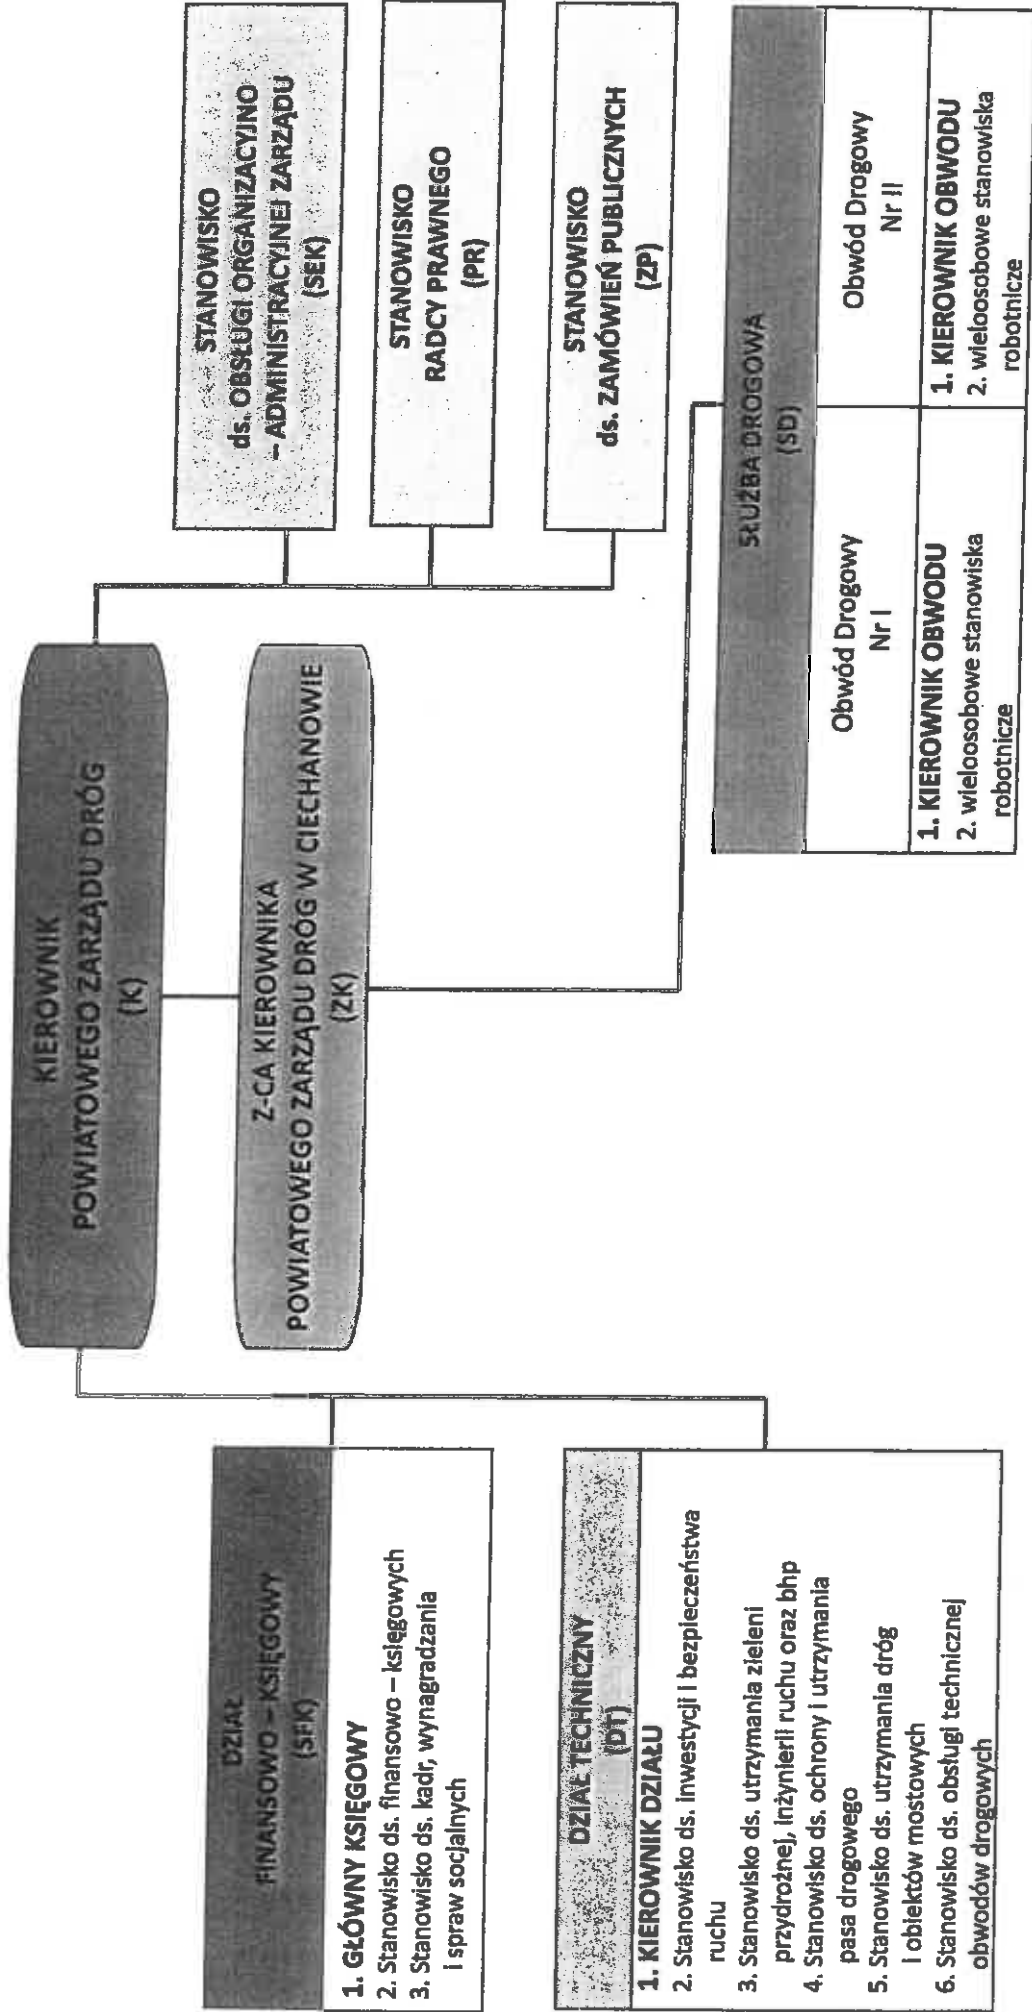 KIEROWNIK
POWIATOWEGO ZARZĄDU DRÓG
(K)
Z-CA KIEROWNIKA
POWIATOWEGO ZARZĄDU DRÓG W CIECHANOWIE
(ZK)
DZIAŁ
FINANSOWO – KSIĘGOWY
(SFK)
1. GŁÓWNY KSIĘGOWY
2. Stanowisko ds. finansowo – księgowych
3. Stanowisko ds. kadr, wynagradzania
i spraw socjalnych
DZIAŁ TECHNICZNY
(DT)
1. KIEROWNIK DZIAŁU
2. Stanowisko ds. inwestycji i bezpieczeństwa
ruchu
3. Stanowisko ds. utrzymania zieleni
przydrożnej, inżynierii ruchu oraz bhp
4. Stanowisko ds. ochrony i utrzymania
pasa drogowego
5. Stanowisko ds. utrzymania dróg
i obiektów mostowych
6. Stanowisko ds. obsługi technicznej
obwodów drogowych
STANOWISKO
ds. OBSŁUGI ORGANIZACYJNO
– ADMINISTRACYJNEJ ZARZĄDU
(SEK)
STANOWISKO
RADCY PRAWNEGO
(PR)
STANOWISKO
ds. ZAMÓWIEŃ PUBLICZNYCH
(ZP)
SŁUŻBA DROGOWA
(SD)
Obwód Drogowy
Nr I
1. KIEROWNIK OBWODU
2. wieloosobowe stanowiska
robotnicze
Obwód Drogowy
Nr II
1. KIEROWNIK OBWODU
2. wieloosobowe stanowiska
robotnicze